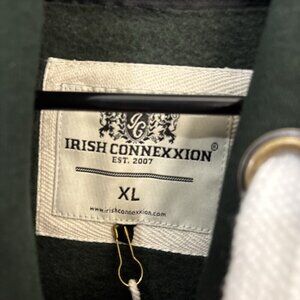 IC
IRISH CONNEXXION®
EST. 2007
XL
www.irishconnexxion.com